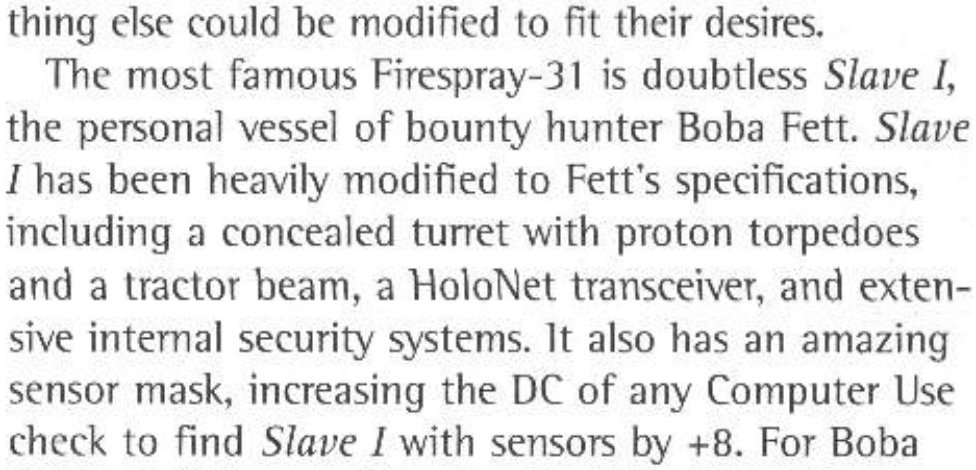 thing else could be modified to fit their desires.
The most famous Firespray-31 is doubtless Slave I,
the personal vessel of bounty hunter Boba Fett. Slave
I has been heavily modified to Fett's specifications,
including a concealed turret with proton torpedoes
and a tractor beam, a HoloNet transceiver, and exten-
sive internal security systems. It also has an amazing
sensor mask, increasing the DC of any Computer Use
check to find Slave I with sensors by +8. For Boba